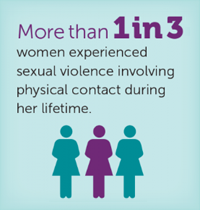 More than 1 in 3
women experienced
sexual violence involving
physical contact during
her lifetime.